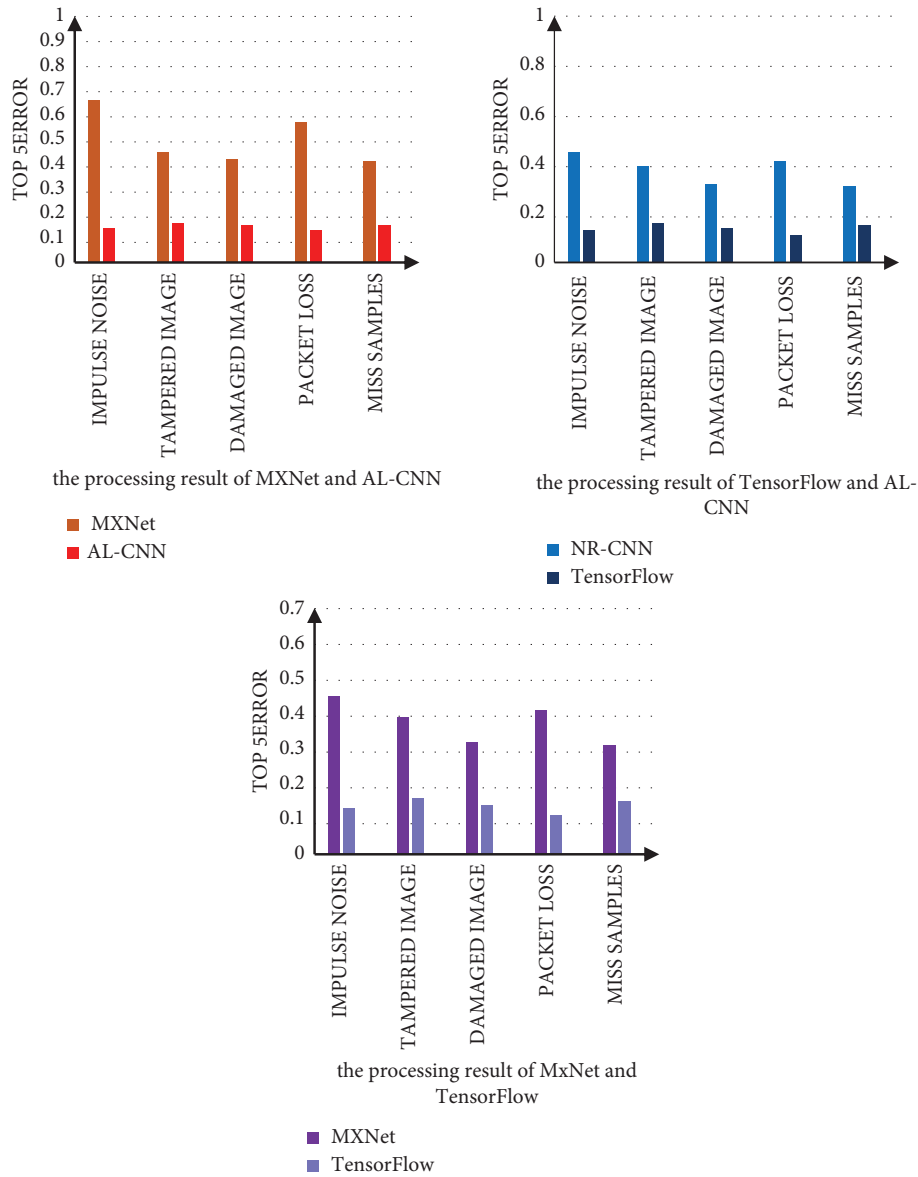 1
0.9
0.8
0.7
0.6
0.5
0.4
0.2
0.1
0
TOP 5ERROR
IMPULSE NOISE
TAMPERED IMAGE
DAMAGED IMAGE
PACKET LOSS
MISS SAMPLES
the processing result of MXNet and AL-CNN
MXNet
AL-CNN
1
0.8
0.6
0.4
0.2
0
TOP 5ERROR
IMPULSE NOISE
TAMPERED IMAGE
DAMAGED IMAGE
PACKET LOSS
MISS SAMPLES
the processing result of TensorFlow and AL-
CNN
NR-CNN
TensorFlow
0.7
0.6
0.5
0.4
0.3
0.2
0.1
0
TOP 5ERROR
IMPULSE NOISE
TAMPERED IMAGE
DAMAGED IMAGE
PACKET LOSS
MISS SAMPLES
the processing result of MxNet and
TensorFlow
MXNet
TensorFlow